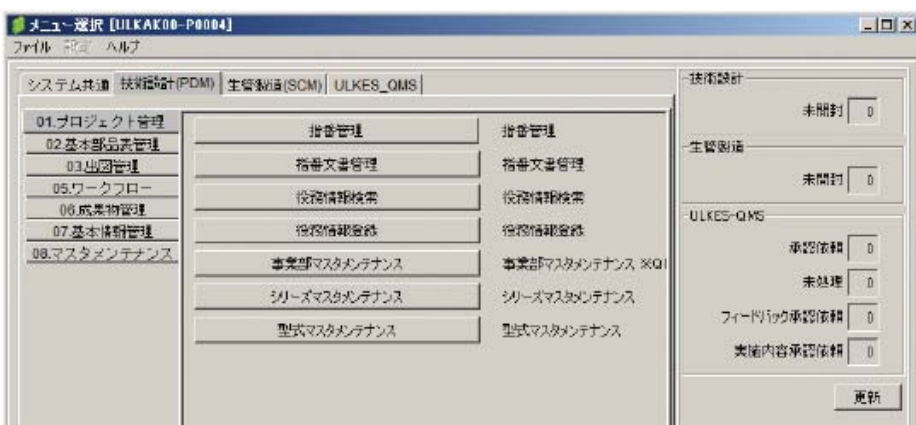 メニュー選択 [ULKAK00-P0004]
ファイル 設定 ヘルプ
システム共通 技術設計(PDM) 生管製造(SCM) ULKES_QMS
01.プロジェクト管理
02.基本部品表管理
03.出図管理
05.ワークフロー
06.成果物管理
07.基本情報管理
08.マスタメンテナンス
指番管理 指番管理
指番文書管理 指番文書管理
役務情報検索 役務情報検索
役務情報登録 役務情報登録
事業部マスタメンテナンス 事業部マスタメンテナンス ※QI
シリーズマスタメンテナンス シリーズマスタメンテナンス
型式マスタメンテナンス 型式マスタメンテナンス
技術設計
未開封 0
生管製造
未開封 0
ULKES-QMS
承認依頼 0
未処理 0
フィードバック承認依頼 0
実施内容承認依頼 0
更新